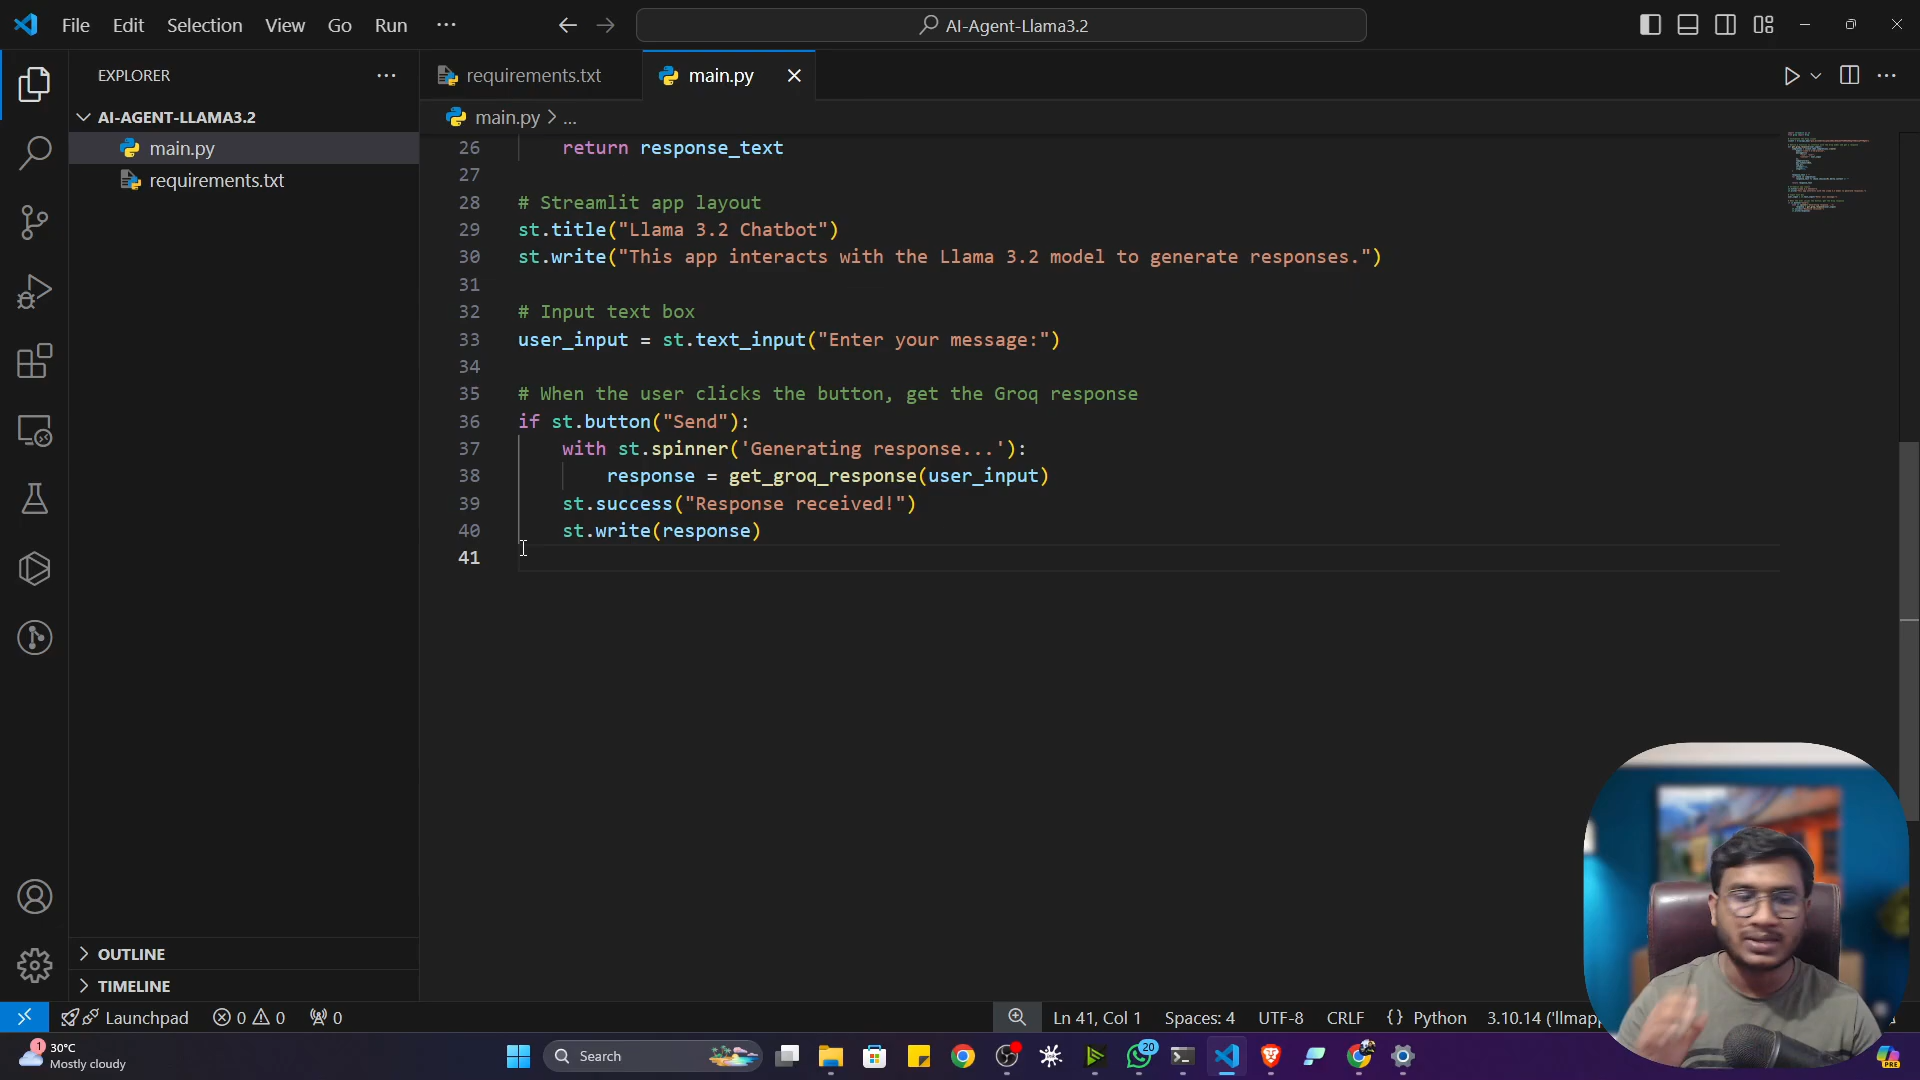 File Edit Selection View Go Run ... AI-Agent-Llama3.2
EXPLORER ...
AI-AGENT-LLAMA3.2
main.py
requirements.txt
OUTLINE
TIMELINE
requirements.txt main.py
main.py > ...
26 return response_text
27
28 # Streamlit app layout
29 st.title("Llama 3.2 Chatbot")
30 st.write("This app interacts with the Llama 3.2 model to generate responses.")
31
32 # Input text box
33 user_input = st.text_input("Enter your message:")
34
35 # When the user clicks the button, get the Groq response
36 if st.button("Send"):
37 with st.spinner('Generating response...'):
38 response = get_groq_response(user_input)
39 st.success("Response received!")
40 st.write(response)
41
Launchpad 0 0 0 Ln 41, Col 1 Spaces: 4 UTF-8 CRLF {} Python 3.10.14 ('llmapp
1 30°C
Mostly cloudy
Search
20
PRE